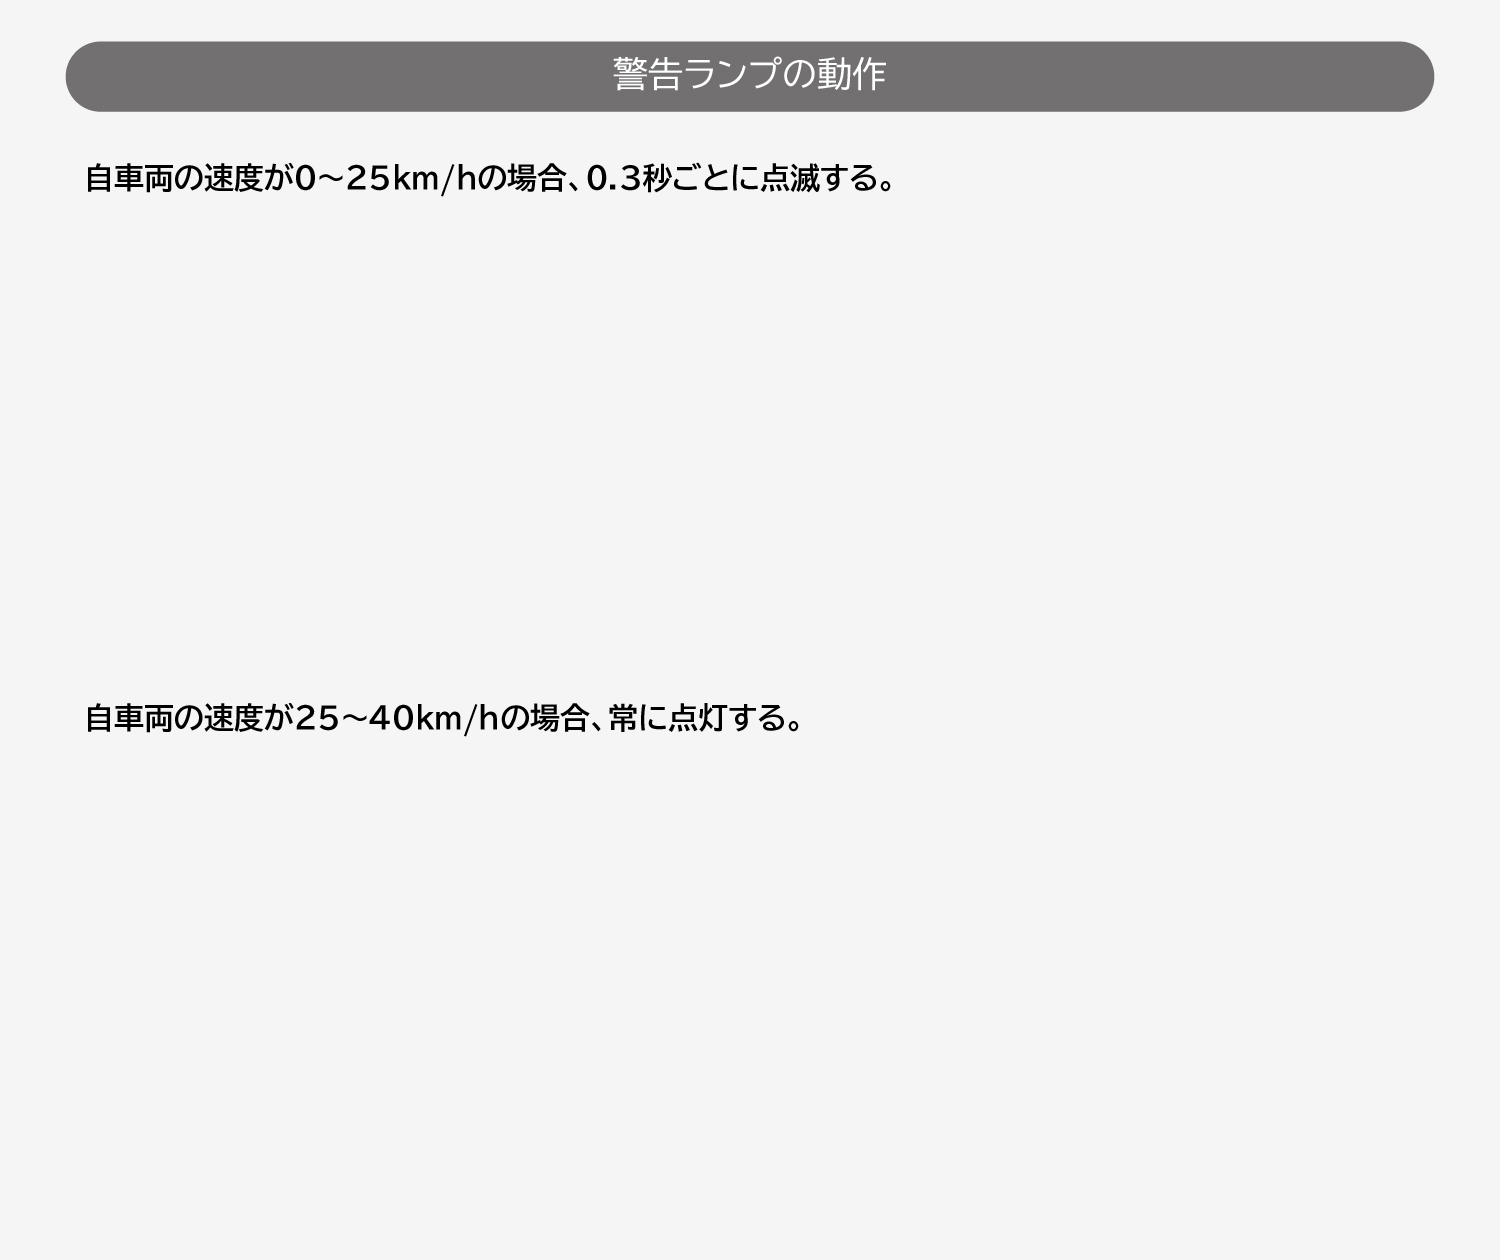 警告ランプの動作
自車両の速度が0～25km/hの場合、0.3秒ごとに点滅する。
自車両の速度が25～40km/hの場合、常に点灯する。